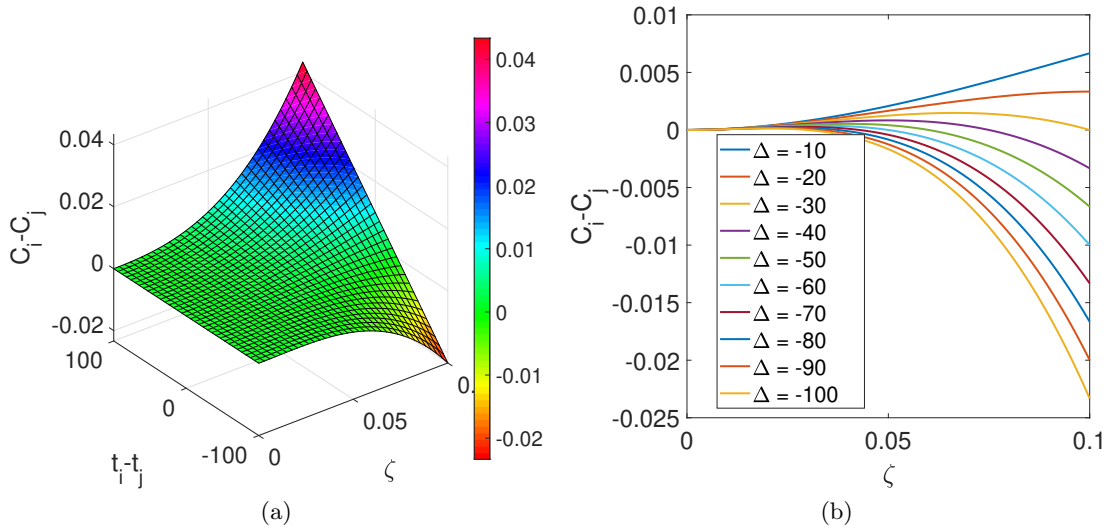 0.04
0.02
0
-0.02
C_i-C_j
100
0
-100
t_i-t_j
0
0.05
0.
ζ
0.04
0.03
0.02
0.01
0
-0.01
-0.02
(a)
0.01
0.005
0
-0.005
-0.01
-0.015
-0.02
-0.025
C_i-C_j
Δ = -10
Δ = -20
Δ = -30
Δ = -40
Δ = -50
Δ = -60
Δ = -70
Δ = -80
Δ = -90
Δ = -100
0
0.05
0.1
ζ
(b)